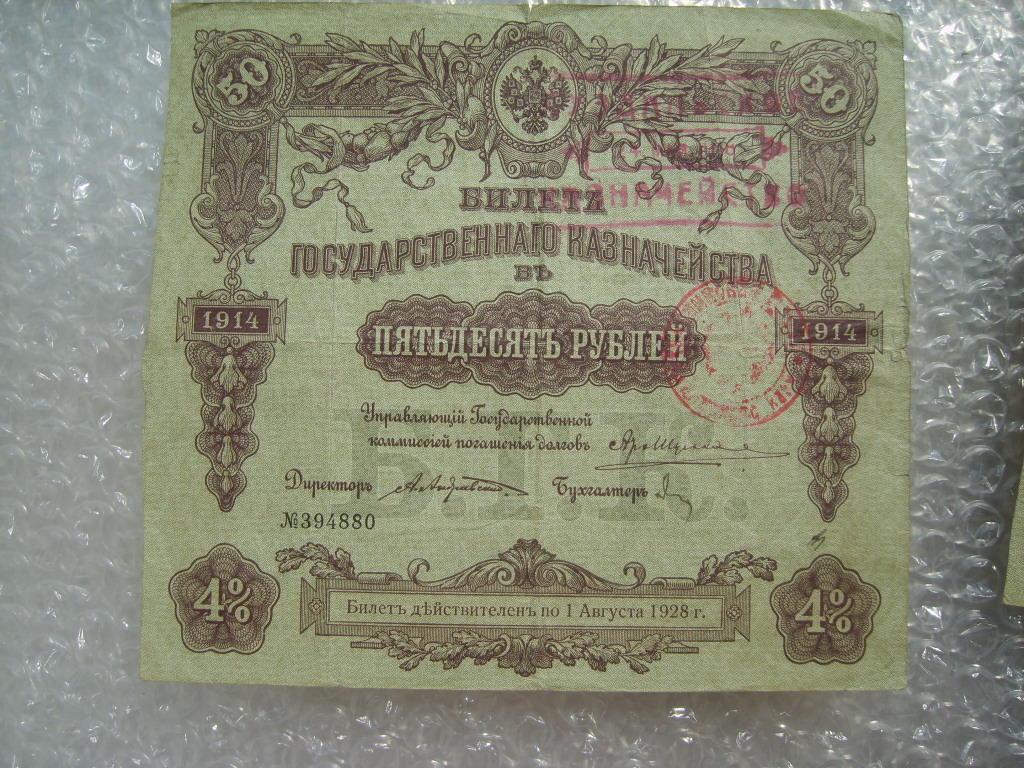 50 50
БИЛЕТЪ
ГОСУДАРСТВЕННАГО КАЗНАЧЕЙСТВА
ВЪ
1914 1914
ПЯТЬДЕСЯТЪ РУБЛЕЙ
Управляющій Государственной
коммиссіей погашенія долговъ
Директоръ Бухгалтеръ
№394880
4% 4%
Билетъ дѣйствителенъ по 1 Августа 1928 г.